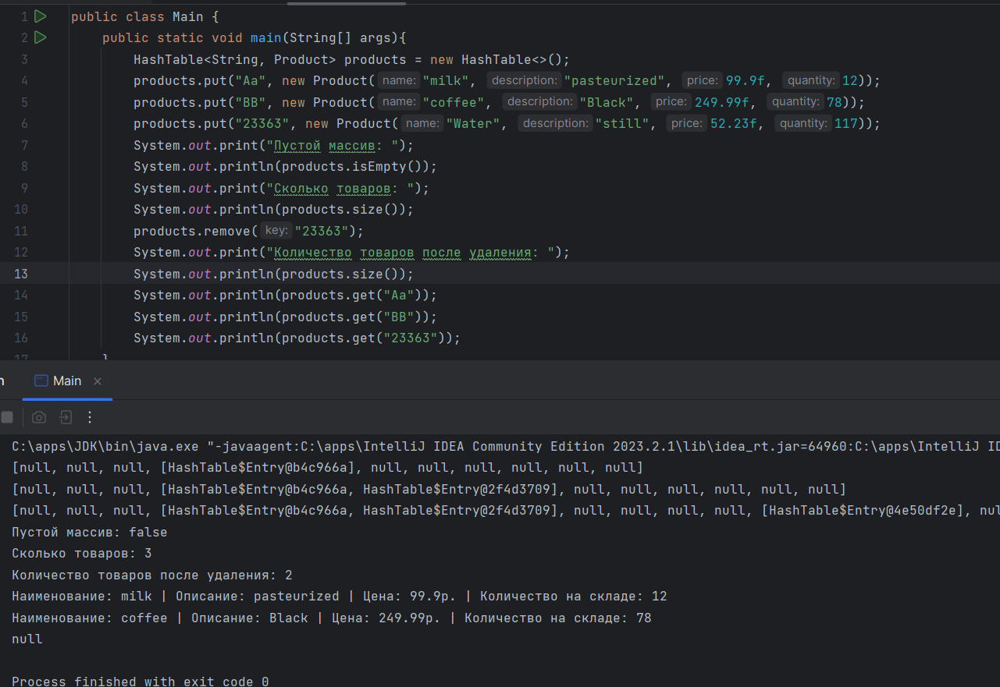 1 public class Main {
2 public static void main(String[] args){
3 HashTable<String, Product> products = new HashTable<>();
4 products.put("Aa", new Product( name: "milk", description: "pasteurized", price: 99.9f, quantity: 12));
5 products.put("BB", new Product( name: "coffee", description: "Black", price: 249.99f, quantity: 78));
6 products.put("23363", new Product( name: "Water", description: "still", price: 52.23f, quantity: 117));
7 System.out.print("Пустой массив: ");
8 System.out.println(products.isEmpty());
9 System.out.print("Сколько товаров: ");
10 System.out.println(products.size());
11 products.remove( key: "23363");
12 System.out.print("Количество товаров после удаления: ");
13 System.out.println(products.size());
14 System.out.println(products.get("Aa"));
15 System.out.println(products.get("BB"));
16 System.out.println(products.get("23363"));
17 }
Main
C:\apps\JDK\bin\java.exe "-javaagent:C:\apps\IntelliJ IDEA Community Edition 2023.2.1\lib\idea_rt.jar=64960:C:\apps\IntelliJ
[null, null, null, [HashTable$Entry@b4c966a], null, null, null, null, null, null]
[null, null, null, [HashTable$Entry@b4c966a, HashTable$Entry@2f4d3709], null, null, null, null, null, null]
[null, null, null, [HashTable$Entry@b4c966a, HashTable$Entry@2f4d3709], null, null, null, null, [HashTable$Entry@4e50df2e],
Пустой массив: false
Сколько товаров: 3
Количество товаров после удаления: 2
Наименование: milk | Описание: pasteurized | Цена: 99.9р. | Количество на складе: 12
Наименование: coffee | Описание: Black | Цена: 249.99р. | Количество на складе: 78
null
Process finished with exit code 0